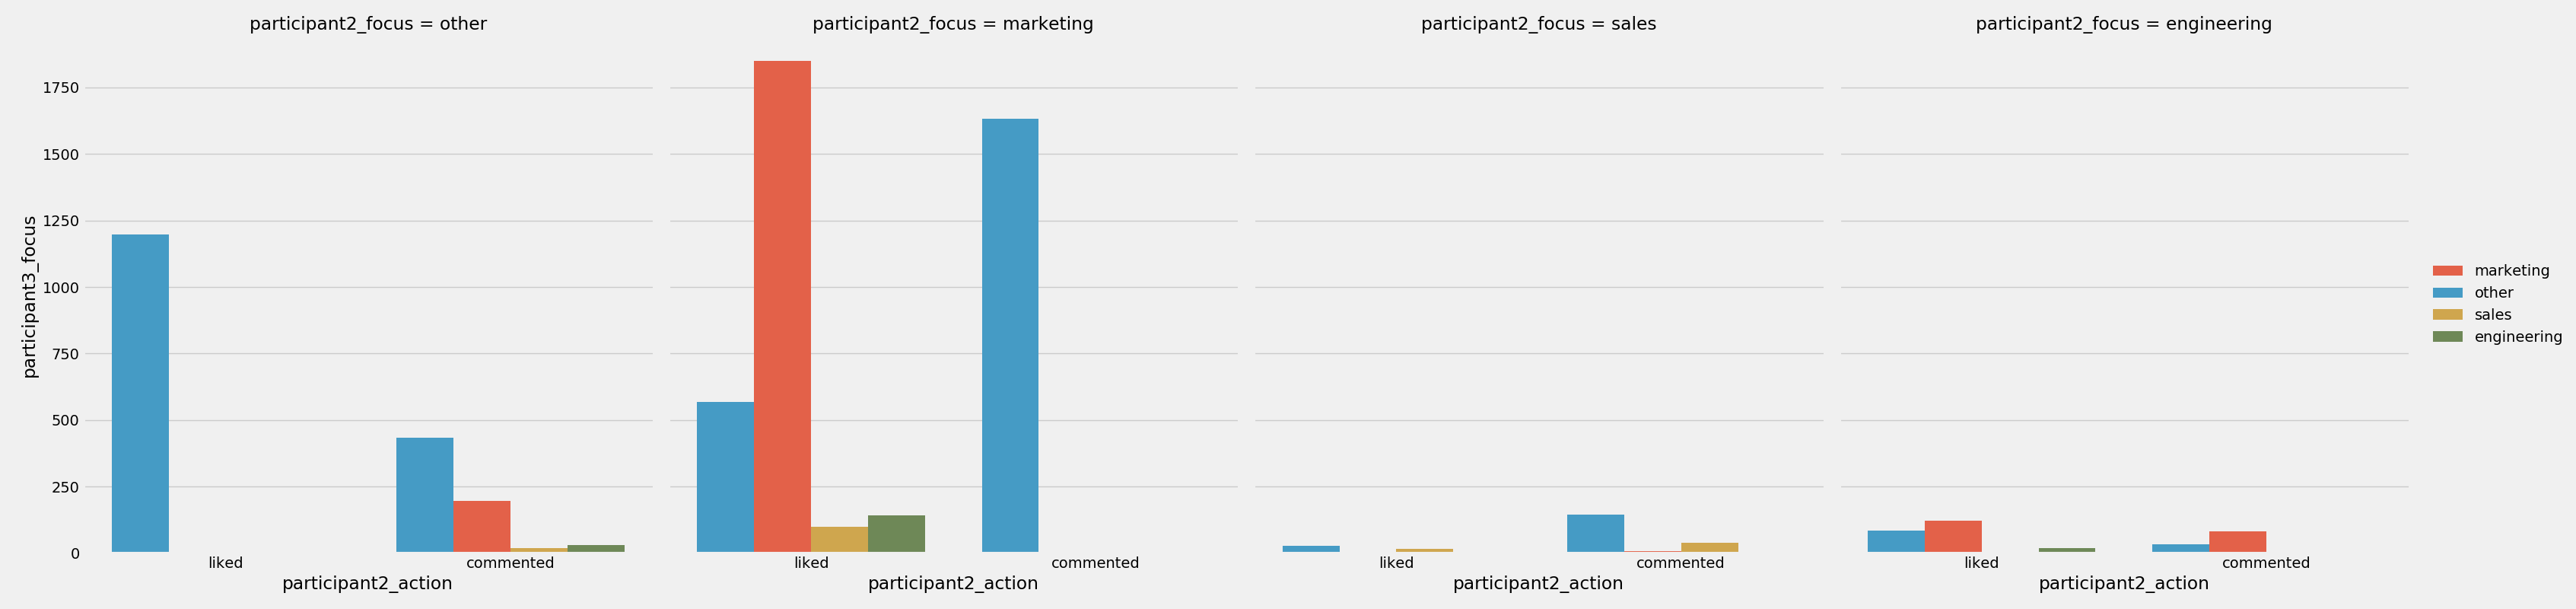 participant2_focus = other
participant2_focus = marketing
participant2_focus = sales
participant2_focus = engineering
participant3_focus
1750
1500
1250
1000
750
500
250
0
liked
commented
liked
commented
liked
commented
liked
commented
participant2_action
participant2_action
participant2_action
participant2_action
marketing
other
sales
engineering